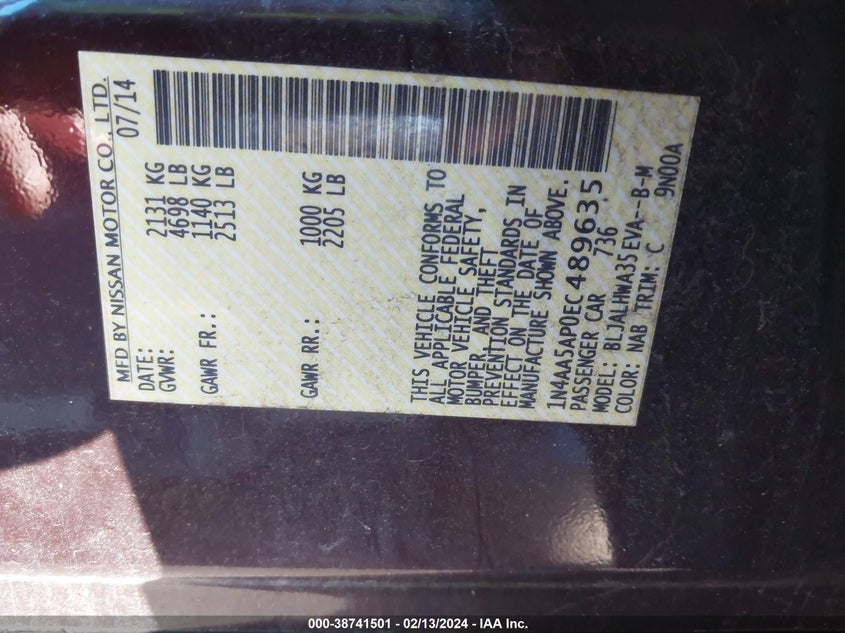 MFD BY NISSAN MOTOR CO., LTD.
DATE: 07/14
GVWR: 2131 KG
4698 LB
GAWR FR.: 1140 KG
2513 LB
GAWR RR.: 1000 KG
2205 LB
THIS VEHICLE CONFORMS TO
ALL APPLICABLE FEDERAL
MOTOR VEHICLE SAFETY,
BUMPER, AND THEFT
PREVENTION STANDARDS IN
EFFECT ON THE DATE OF
MANUFACTURE SHOWN ABOVE.
1N4AA5AP0EC489635
PASSENGER CAR 736
MODEL: BLJALHWA35EVA--B-M
COLOR: NAB TRIM: C 9N00A
000-38741501 - 02/13/2024 - IAA Inc.